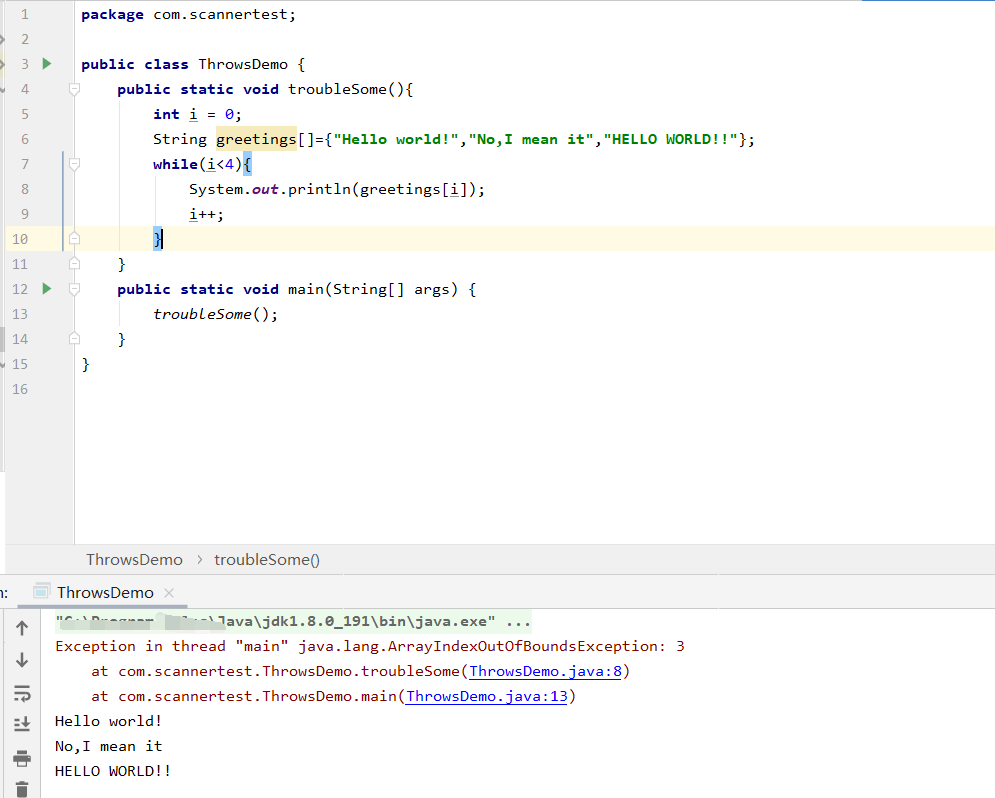 1 package com.scannertest;
2
3 public class ThrowsDemo {
4 public static void troubleSome(){
5 int i = 0;
6 String greetings[]={"Hello world!","No,I mean it","HELLO WORLD!!"};
7 while(i<4){
8 System.out.println(greetings[i]);
9 i++;
10 }
11 }
12 public static void main(String[] args) {
13 troubleSome();
14 }
15 }
16
ThrowsDemo › troubleSome()
n: ThrowsDemo ×
\Java\jdk1.8.0_191\bin\java.exe" ...
Exception in thread "main" java.lang.ArrayIndexOutOfBoundsException: 3
at com.scannertest.ThrowsDemo.troubleSome(ThrowsDemo.java:8)
at com.scannertest.ThrowsDemo.main(ThrowsDemo.java:13)
Hello world!
No,I mean it
HELLO WORLD!!